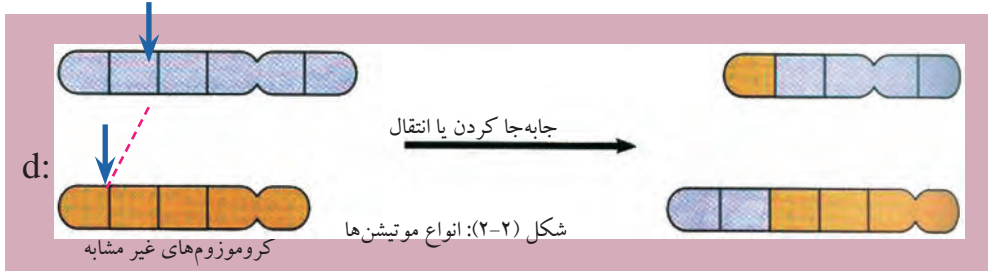 جابه‌جا کردن یا انتقال
d:
شکل (۲-۲): انواع موتیشن‌ها
کروموزوم‌های غیر مشابه